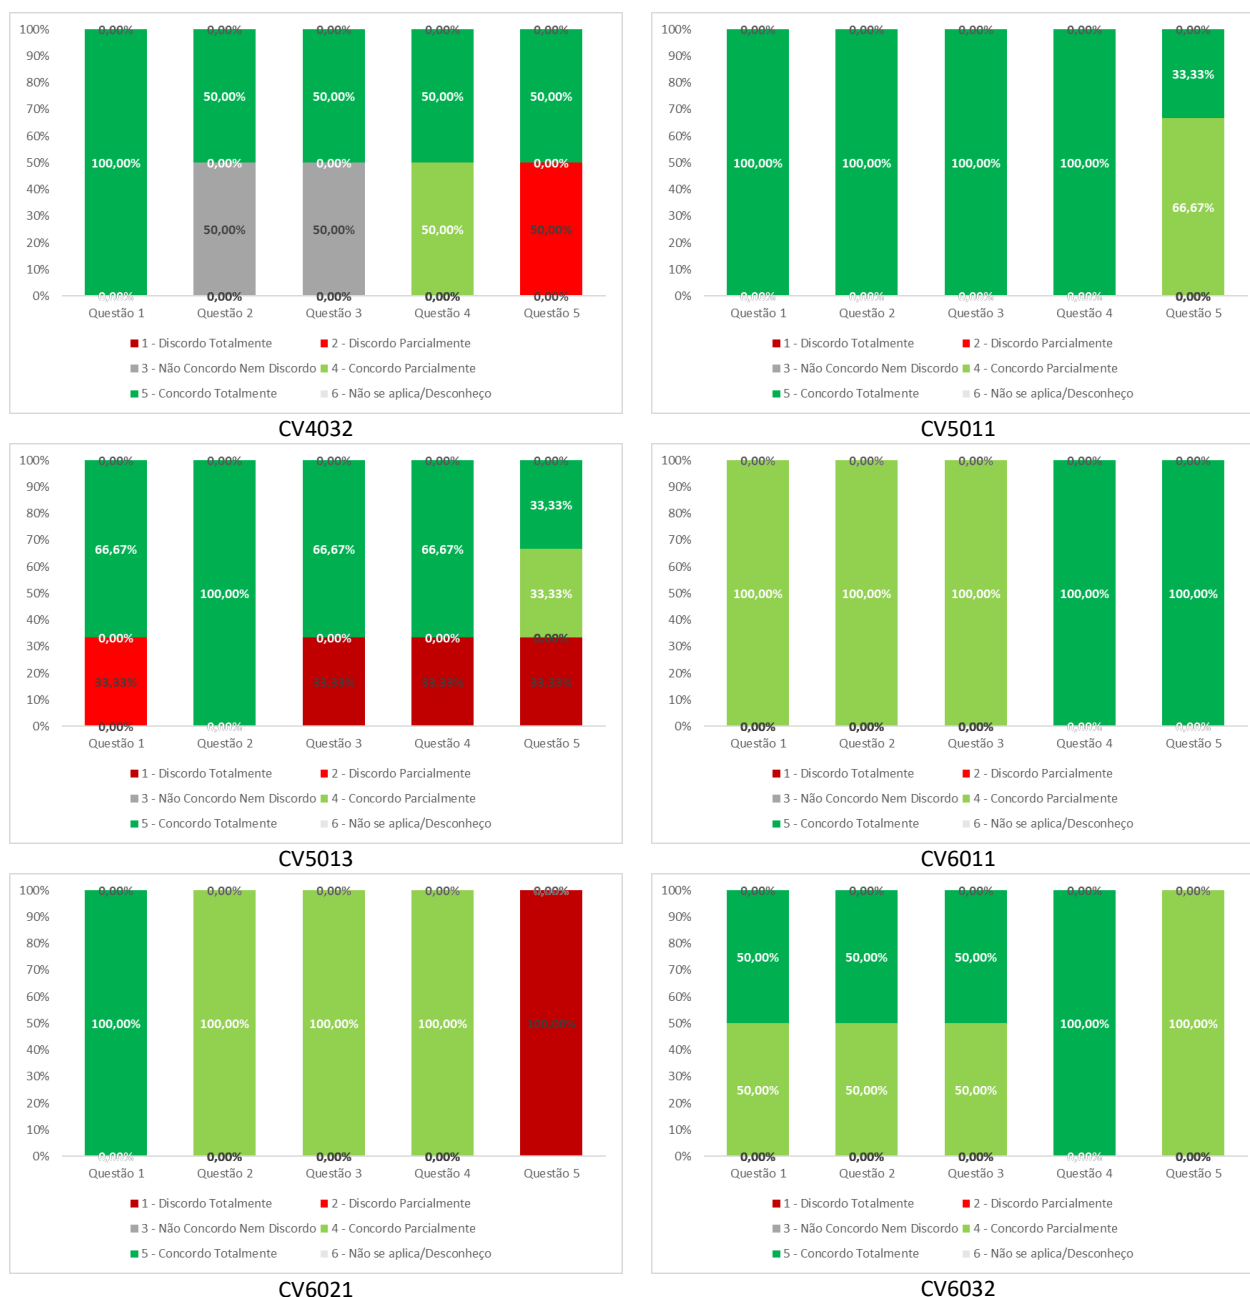 100% 0,00% 0,00% 0,00% 0,00% 0,00%
90%
80%
70% 50,00% 50,00% 50,00% 50,00%
60%
50% 100,00% 0,00% 0,00% 0,00%
40%
30%
20% 50,00% 50,00% 50,00% 50,00%
10%
0% 0,00% 0,00% 0,00% 0,00% 0,00%
Questão 1 Questão 2 Questão 3 Questão 4 Questão 5
1 - Discordo Totalmente 2 - Discordo Parcialmente
3 - Não Concordo Nem Discordo 4 - Concordo Parcialmente
5 - Concordo Totalmente 6 - Não se aplica/Desconheço
CV4032
100% 0,00% 0,00% 0,00% 0,00% 0,00%
90%
80% 33,33%
70%
60%
50% 100,00% 100,00% 100,00% 100,00%
40%
30% 66,67%
20%
10%
0% 0,00% 0,00% 0,00% 0,00% 0,00%
Questão 1 Questão 2 Questão 3 Questão 4 Questão 5
1 - Discordo Totalmente 2 - Discordo Parcialmente
3 - Não Concordo Nem Discordo 4 - Concordo Parcialmente
5 - Concordo Totalmente 6 - Não se aplica/Desconheço
CV5011
100% 0,00% 0,00% 0,00% 0,00% 0,00%
90%
80% 33,33%
70% 66,67% 66,67% 66,67%
60%
50% 100,00% 33,33%
40%
30% 0,00% 0,00% 0,00% 0,00%
20% 33,33% 33,33% 33,33% 33,33%
10%
0% 0,00% 0,00%
Questão 1 Questão 2 Questão 3 Questão 4 Questão 5
1 - Discordo Totalmente 2 - Discordo Parcialmente
3 - Não Concordo Nem Discordo 4 - Concordo Parcialmente
5 - Concordo Totalmente 6 - Não se aplica/Desconheço
CV5013
100% 0,00% 0,00% 0,00% 0,00% 0,00%
90%
80%
70%
60%
50% 100,00% 100,00% 100,00% 100,00% 100,00%
40%
30%
20%
10%
0% 0,00% 0,00% 0,00% 0,00% 0,00%
Questão 1 Questão 2 Questão 3 Questão 4 Questão 5
1 - Discordo Totalmente 2 - Discordo Parcialmente
3 - Não Concordo Nem Discordo 4 - Concordo Parcialmente
5 - Concordo Totalmente 6 - Não se aplica/Desconheço
CV6011
100% 0,00% 0,00% 0,00% 0,00% 0,00%
90%
80%
70%
60%
50% 100,00% 100,00% 100,00% 100,00% 100,00%
40%
30%
20%
10%
0% 0,00% 0,00% 0,00% 0,00%
Questão 1 Questão 2 Questão 3 Questão 4 Questão 5
1 - Discordo Totalmente 2 - Discordo Parcialmente
3 - Não Concordo Nem Discordo 4 - Concordo Parcialmente
5 - Concordo Totalmente 6 - Não se aplica/Desconheço
CV6021
100% 0,00% 0,00% 0,00% 0,00% 0,00%
90%
80%
70% 50,00% 50,00% 50,00%
60%
50% 100,00% 100,00%
40%
30%
20% 50,00% 50,00% 50,00%
10%
0% 0,00% 0,00% 0,00% 0,00% 0,00%
Questão 1 Questão 2 Questão 3 Questão 4 Questão 5
1 - Discordo Totalmente 2 - Discordo Parcialmente
3 - Não Concordo Nem Discordo 4 - Concordo Parcialmente
5 - Concordo Totalmente 6 - Não se aplica/Desconheço
CV6032